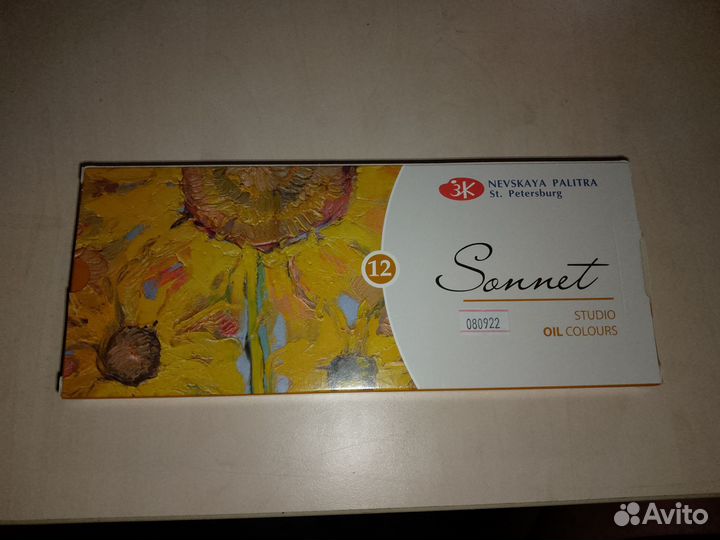 ЗК
NEVSKAYA PALITRA
St. Petersburg
12
Sonnet
STUDIO
OIL COLOURS
080922
Avito